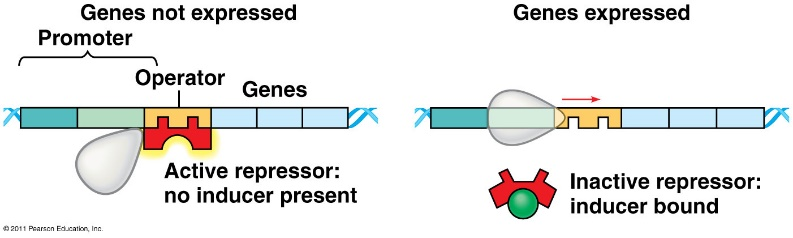 Genes not expressed
Promoter
Operator
Genes
Active repressor:
no inducer present
Genes expressed
Inactive repressor:
inducer bound
© 2011 Pearson Education, Inc.